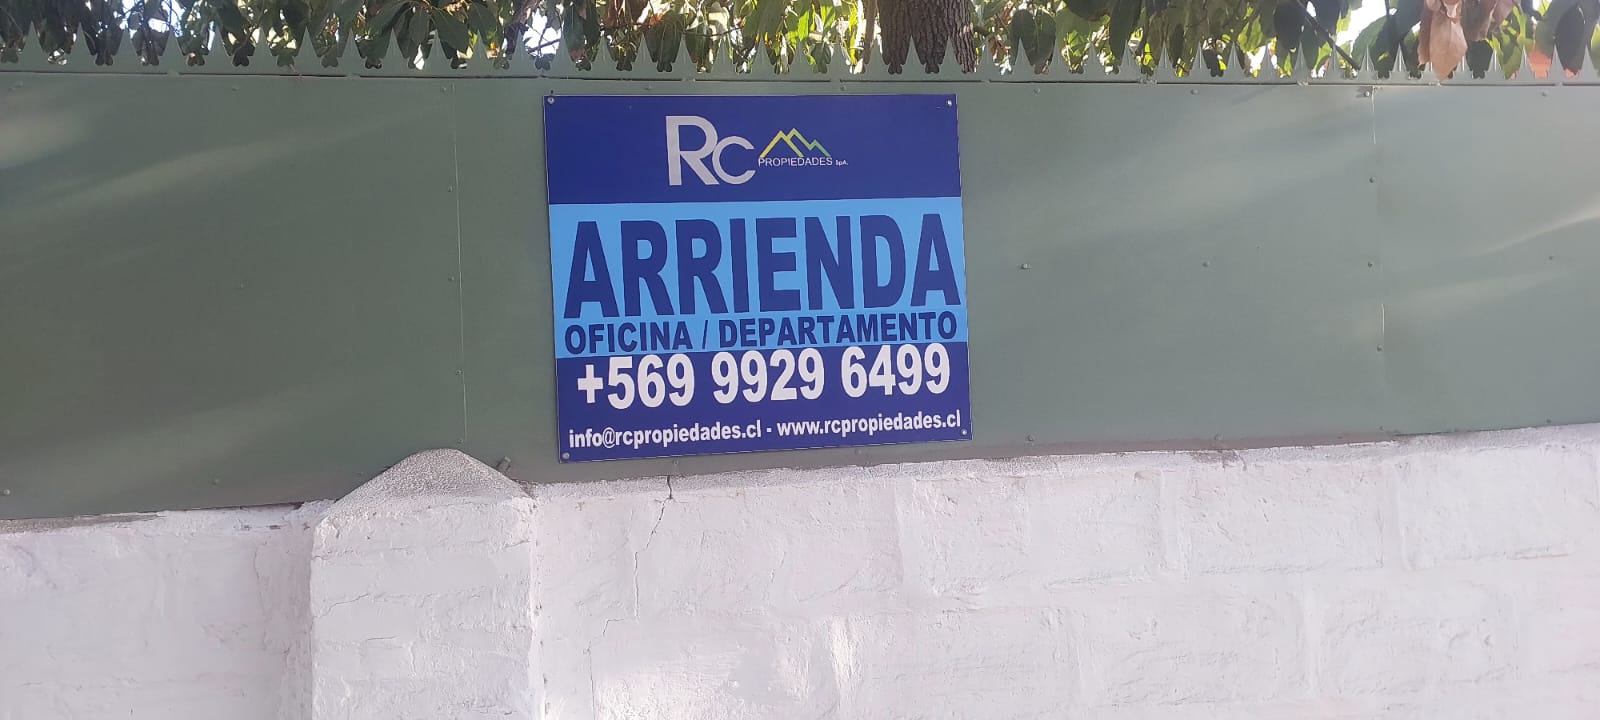 RC PROPIEDADES SpA.
ARRIENDA
OFICINA / DEPARTAMENTO
+569 9929 6499
info@rcpropiedades.cl - www.rcpropiedades.cl